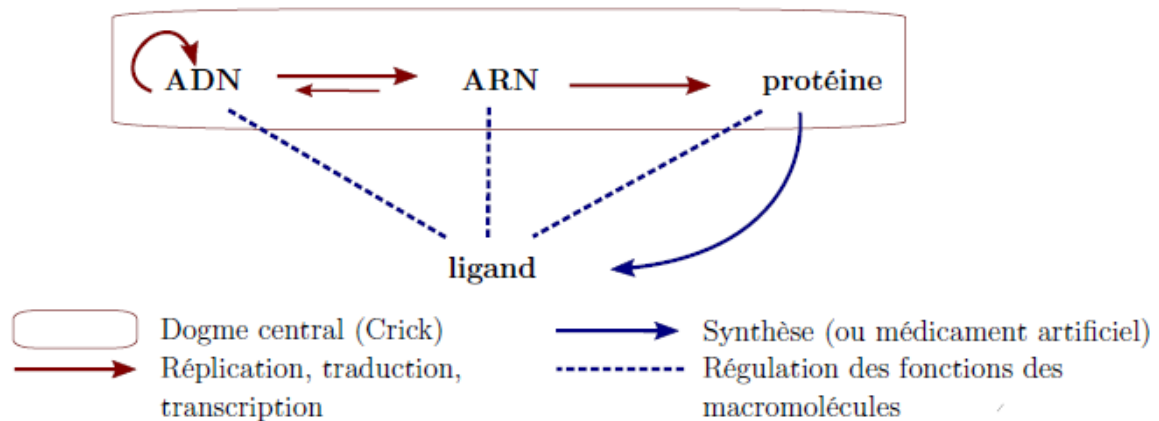 ADN ARN protéine
ligand
Dogme central (Crick)
Réplication, traduction,
transcription
Synthèse (ou médicament artificiel)
Régulation des fonctions des
macromolécules